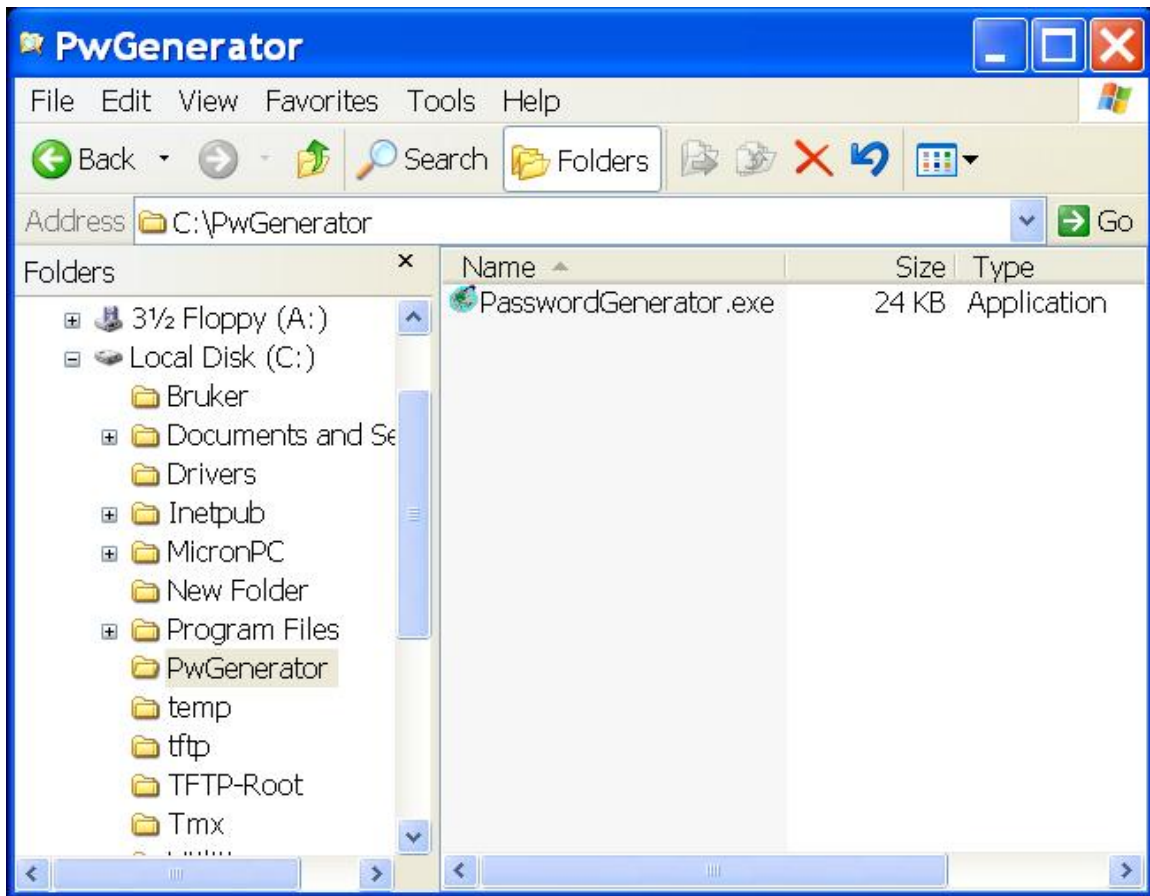 PwGenerator
File Edit View Favorites Tools Help
Back Search Folders
Address C:\PwGenerator Go
Folders
3½ Floppy (A:)
Local Disk (C:)
Bruker
Documents and Se
Drivers
Inetpub
MicronPC
New Folder
Program Files
PwGenerator
temp
tftp
TFTP-Root
Tmx
Name Size Type
PasswordGenerator.exe 24 KB Application